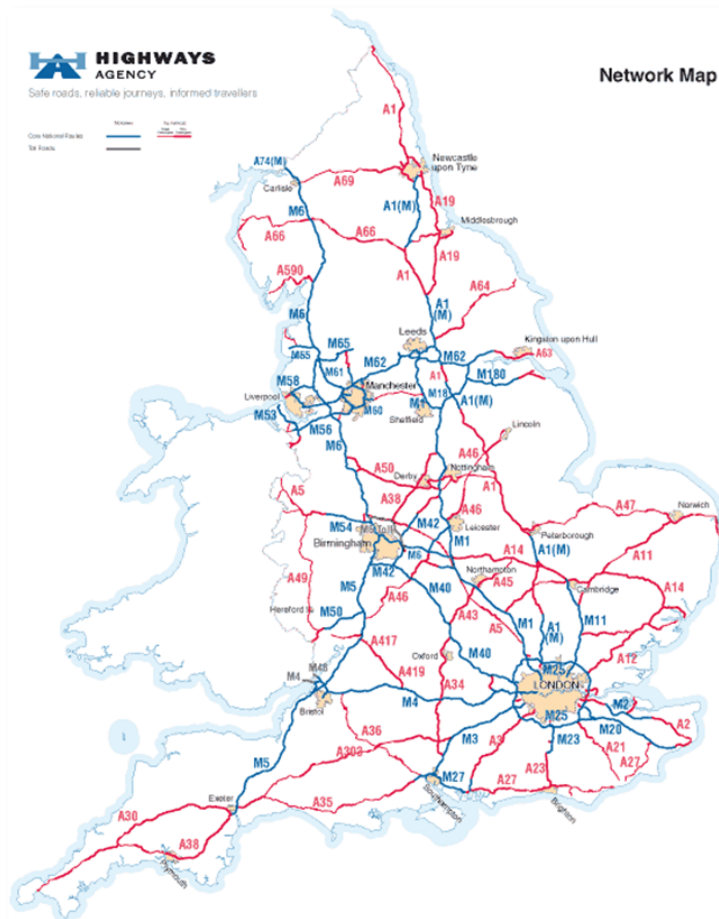 HIGHWAYS
AGENCY
Safe roads, reliable journeys, informed travellers
Network Map
Core National Routes
Toll Roads
A1
A74(M)
Carlisle
A69
Newcastle
upon Tyne
A1(M)
A19
M6
Middlesbrough
A66
A66
A19
A590
A1
A64
M6
A1
(M)
Leeds
Kingston upon Hull
M65
M62
M62
A63
M55
M61
A1
M180
M58
Manchester
M18
Liverpool
M60
M1
A1(M)
M53
M56
Sheffield
Lincoln
M6
A46
A50
Nottingham
Derby
A1
A5
A38
A46
A47
Norwich
M54
M6 Toll
M42
Leicester
Peterborough
Birmingham
M6
M1
A14
A1(M)
A11
M42
Northampton
A49
M5
M40
A45
Cambridge
A14
Hereford
A46
A43
M50
A5
M1
A1
(M)
M11
A417
Oxford
M40
A12
M48
A419
M25
M4
A34
LONDON
Bristol
M4
M2
M25
A2
A36
M3
A3
M23
M20
A303
A21
M5
A23
A27
M27
A27
Exeter
A35
Southampton
Brighton
A30
A38
Plymouth